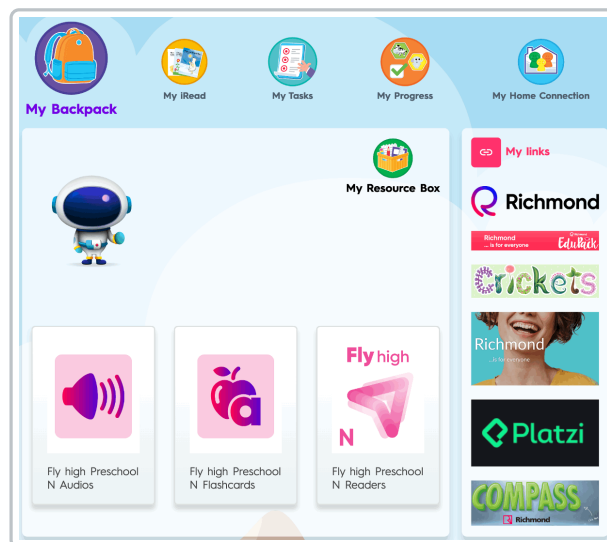 My Backpack
My iRead
My Tasks
My Progress
My Home Connection
My Resource Box
Fly high
N
a
Fly high Preschool
N Audios
Fly high Preschool
N Flashcards
Fly high Preschool
N Readers
My links
Richmond
Richmond
... is for everyone
EduPack
Crickets
Richmond
...is for everyone
Platzi
COMPASS
Richmond